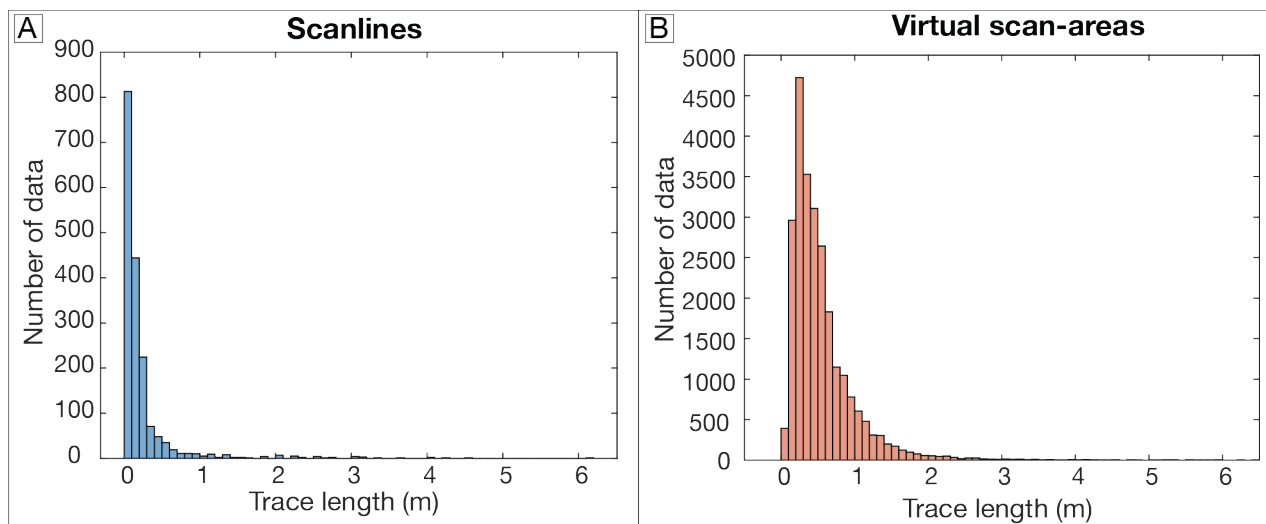 A
Scanlines
900
800
700
600
500
400
300
200
100
0
Number of data
0 1 2 3 4 5 6
Trace length (m)
B
Virtual scan-areas
5000
4500
4000
3500
3000
2500
2000
1500
1000
500
0
Number of data
0 1 2 3 4 5 6
Trace length (m)